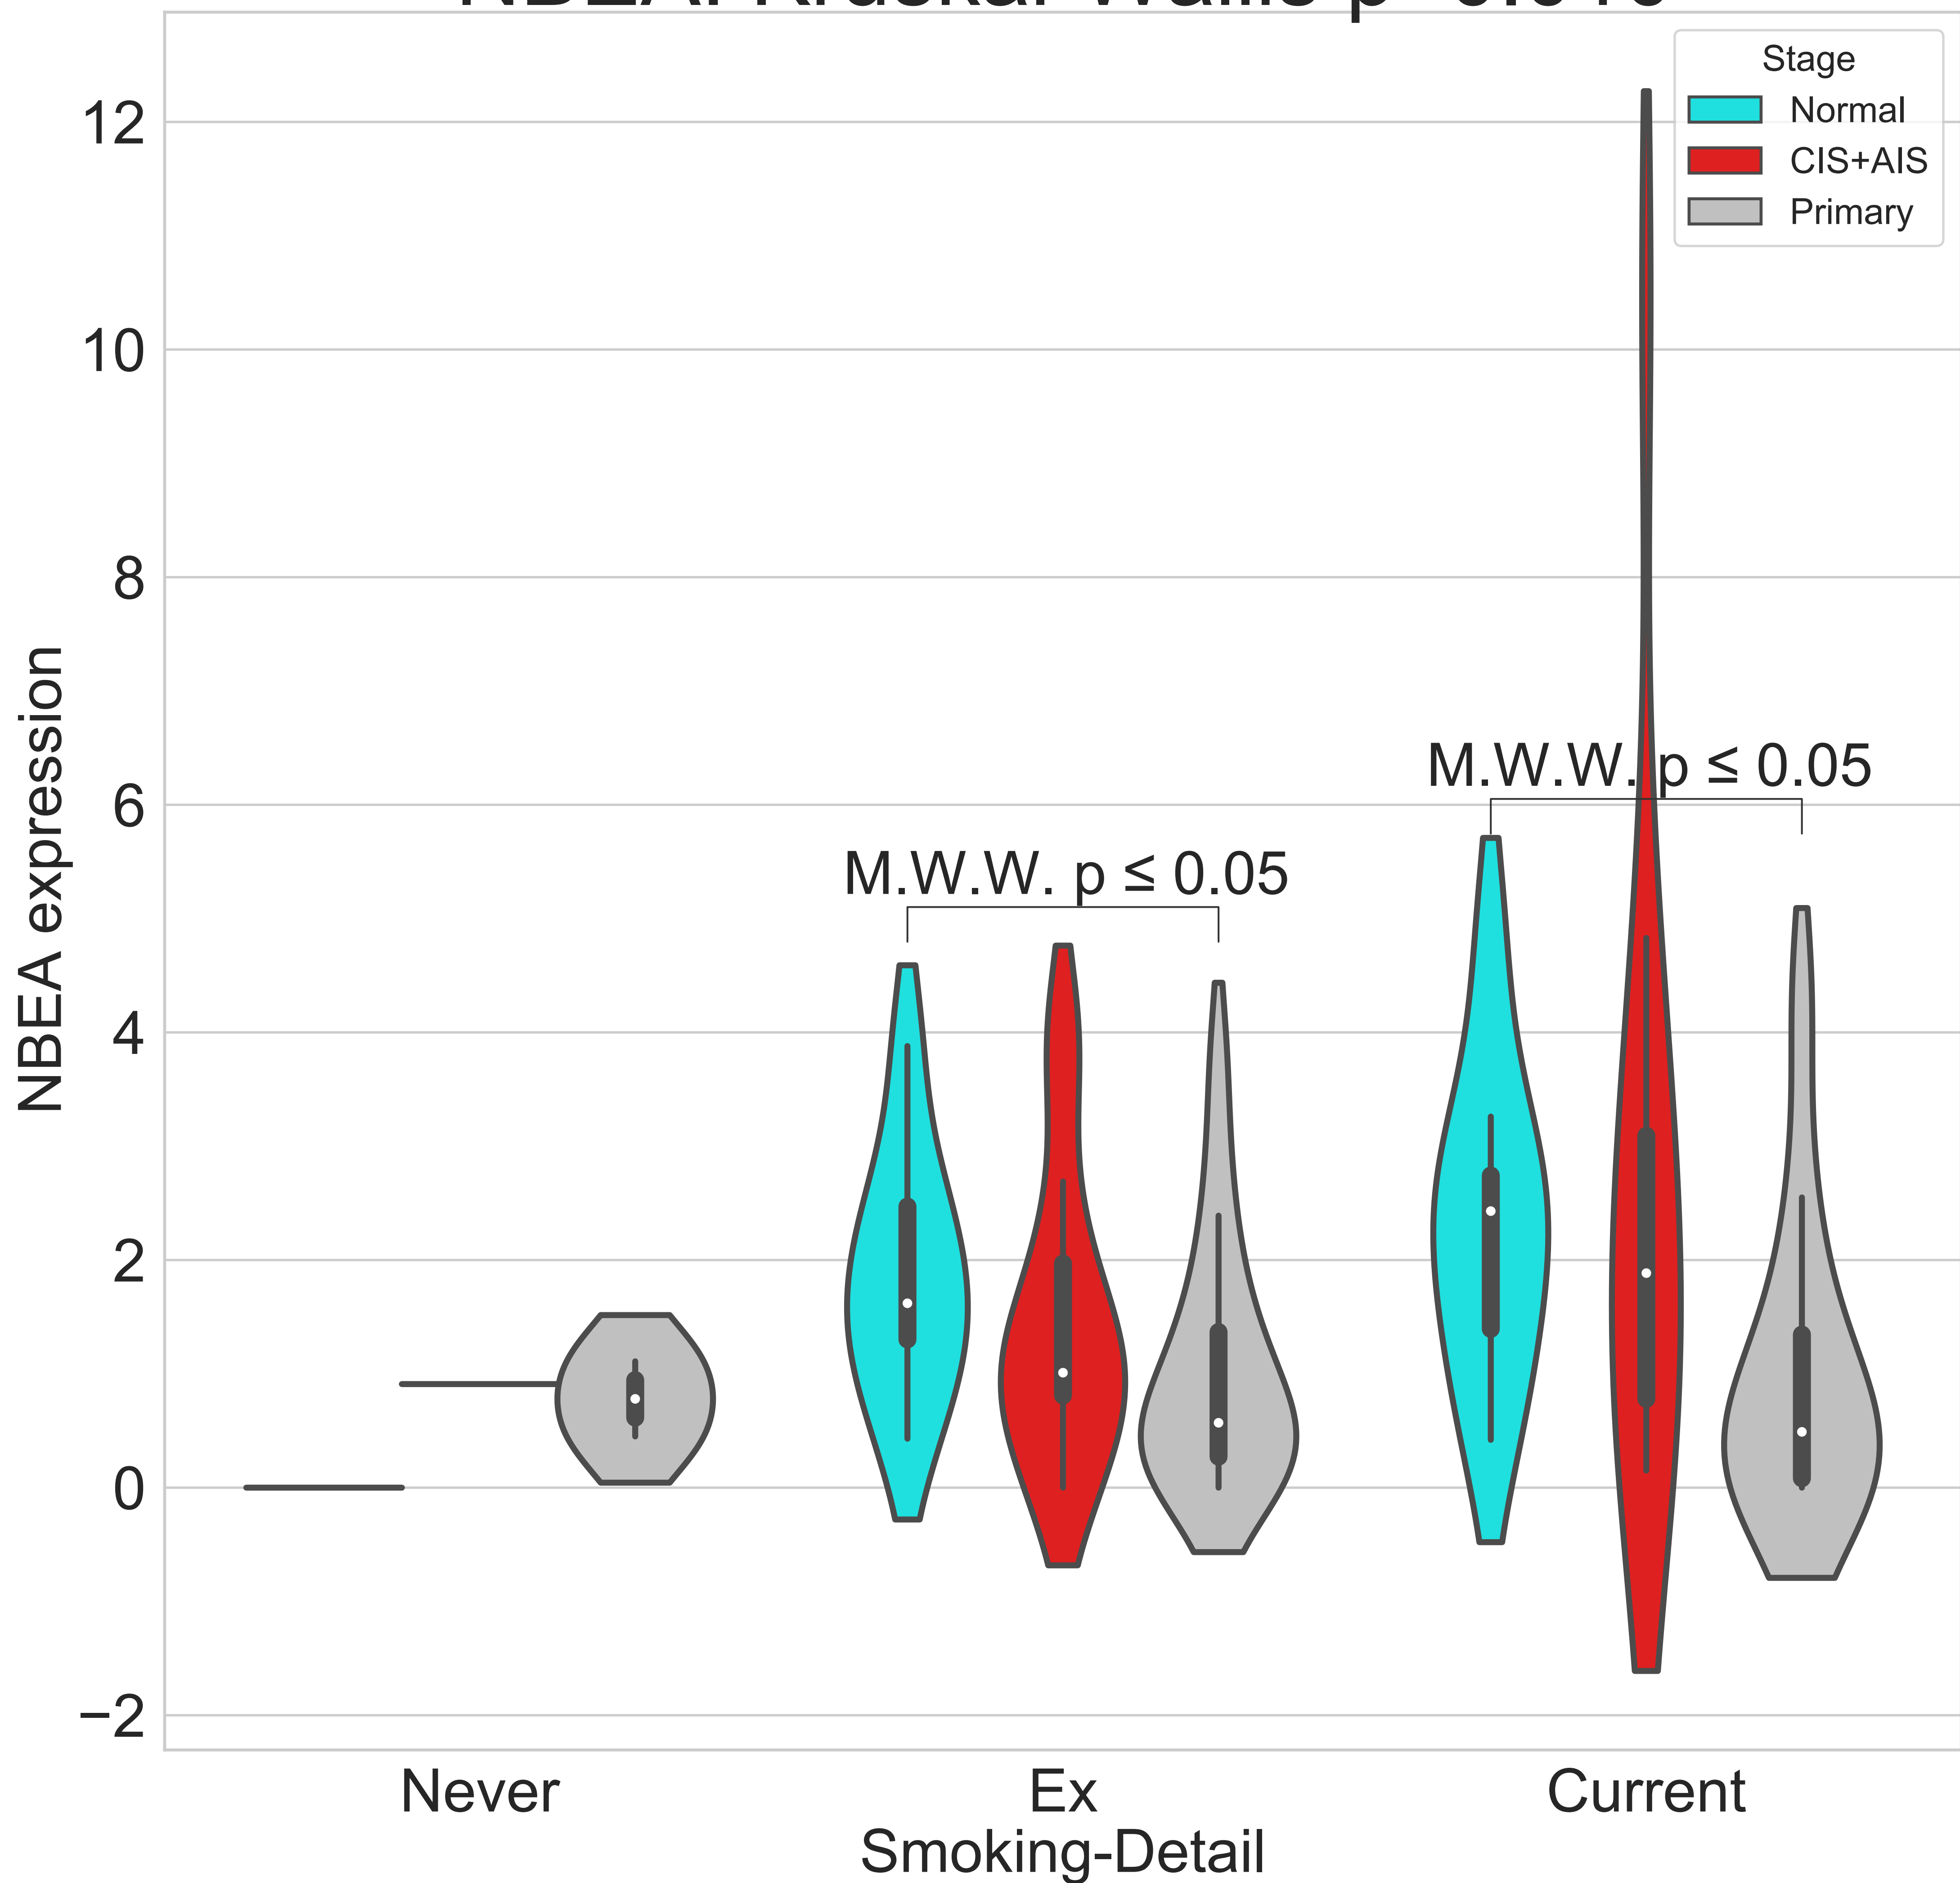 Stage
Normal
CIS+AIS
Primary
12
10
8
6
4
2
0
−2
NBEA expression
M.W.W. p ≤ 0.05
M.W.W. p ≤ 0.05
Never
Ex
Current
Smoking-Detail